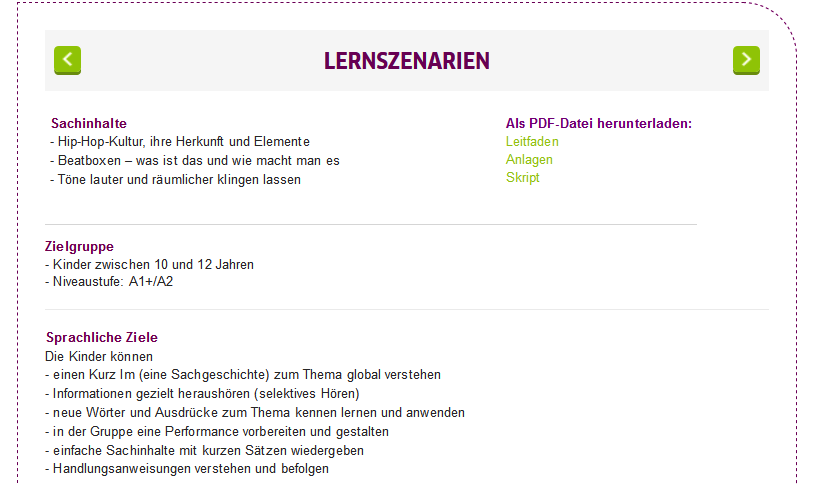 LERNSZENARIEN
Sachinhalte
- Hip-Hop-Kultur, ihre Herkunft und Elemente
- Beatboxen – was ist das und wie macht man es
- Töne lauter und räumlicher klingen lassen
Als PDF-Datei herunterladen:
Leitfaden
Anlagen
Skript
Zielgruppe
- Kinder zwischen 10 und 12 Jahren
- Niveaustufe: A1+/A2
Sprachliche Ziele
Die Kinder können
- einen Kurz Im (eine Sachgeschichte) zum Thema global verstehen
- Informationen gezielt heraushören (selektives Hören)
- neue Wörter und Ausdrücke zum Thema kennen lernen und anwenden
- in der Gruppe eine Performance vorbereiten und gestalten
- einfache Sachinhalte mit kurzen Sätzen wiedergeben
- Handlungsanweisungen verstehen und befolgen